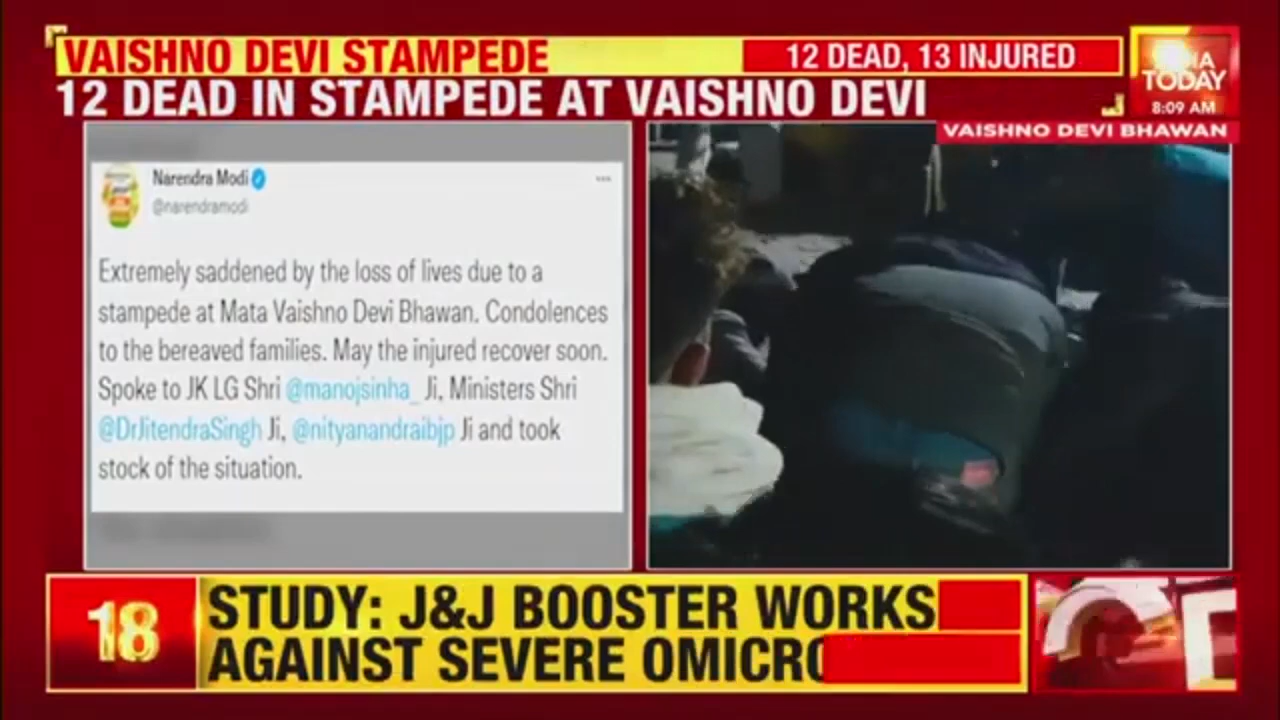 VAISHNO DEVI STAMPEDE
12 DEAD, 13 INJURED
12 DEAD IN STAMPEDE AT VAISHNO DEVI
TODAY
8:09 AM
VAISHNO DEVI BHAWAN
Narendra Modi
@narendramodi
Extremely saddened by the loss of lives due to a
stampede at Mata Vaishno Devi Bhawan. Condolences
to the bereaved families. May the injured recover soon.
Spoke to JK LG Shri @manojsinha_ Ji, Ministers Shri
@DrJitendraSingh Ji, @nityanandraibjp Ji and took
stock of the situation.
18
STUDY: J&J BOOSTER WORKS
AGAINST SEVERE OMICRO